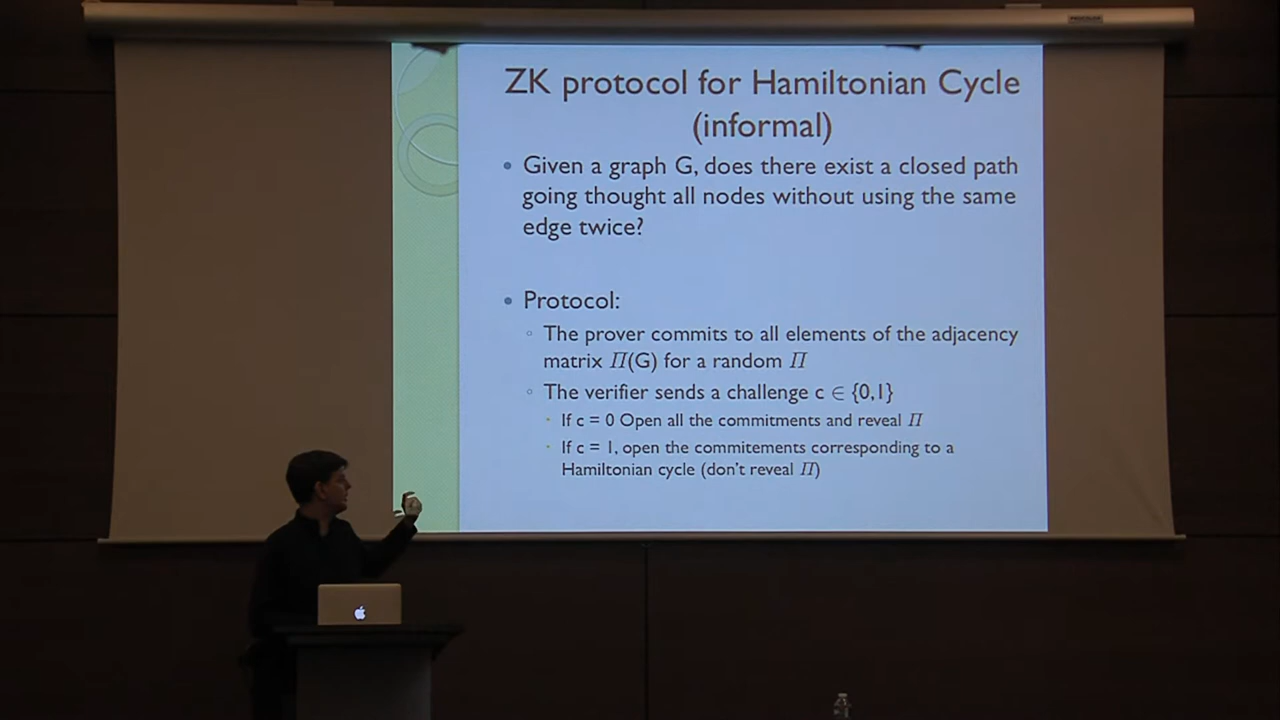 PROCOLOR
ZK protocol for Hamiltonian Cycle
(informal)
• Given a graph G, does there exist a closed path
going thought all nodes without using the same
edge twice?
• Protocol:
◦ The prover commits to all elements of the adjacency
matrix Π(G) for a random Π
◦ The verifier sends a challenge c ∈ {0,1}
· If c = 0 Open all the commitments and reveal Π
· If c = 1, open the commitements corresponding to a
Hamiltonian cycle (don't reveal Π)